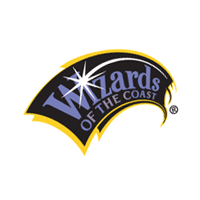 Wizards
OF THE COAST
®